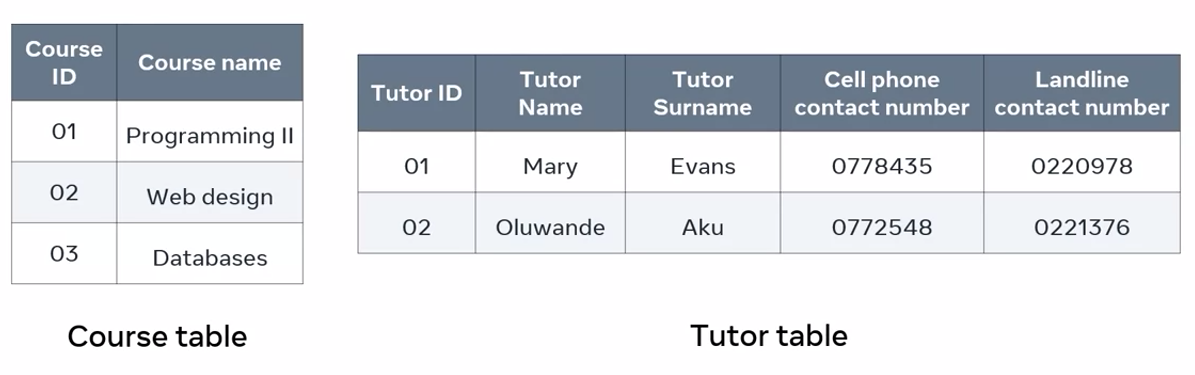 Course ID
Course name
01
Programming II
02
Web design
03
Databases
Course table
Tutor ID
Tutor Name
Tutor Surname
Cell phone contact number
Landline contact number
01
Mary
Evans
0778435
0220978
02
Oluwande
Aku
0772548
0221376
Tutor table